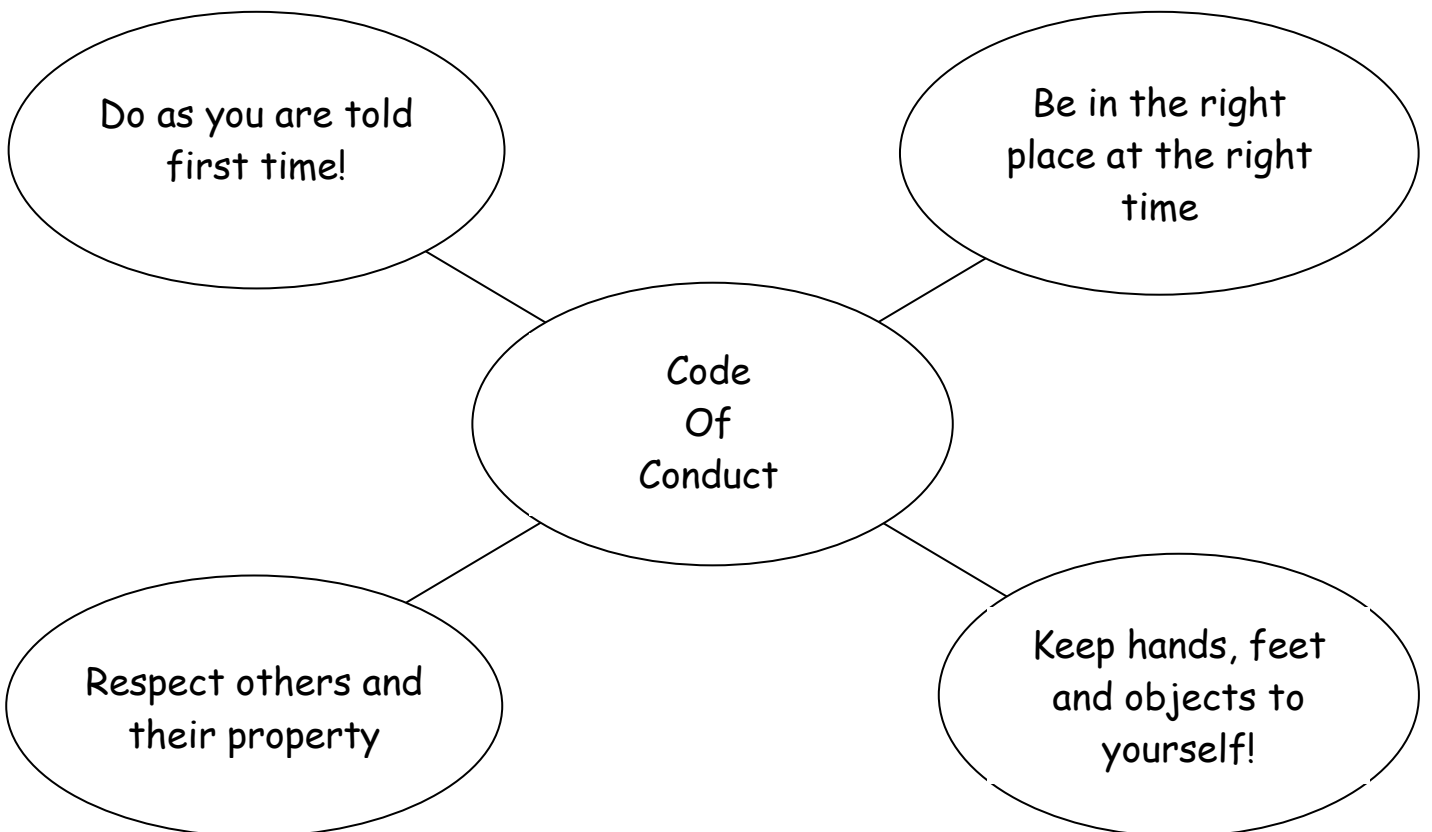 Do as you are told
first time!
Be in the right
place at the right
time
Code
Of
Conduct
Respect others and
their property
Keep hands, feet
and objects to
yourself!